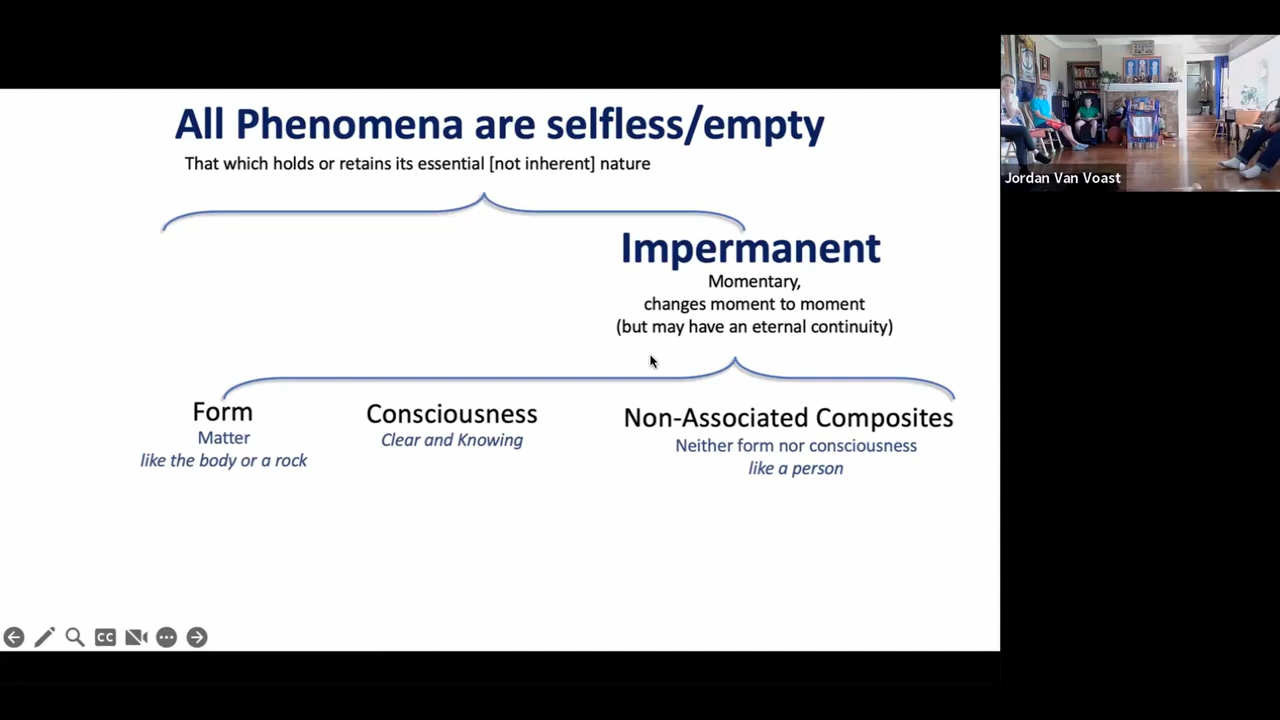 All Phenomena are selfless/empty
That which holds or retains its essential [not inherent] nature
Impermanent
Momentary,
changes moment to moment
(but may have an eternal continuity)
Form
Matter
like the body or a rock
Consciousness
Clear and Knowing
Non-Associated Composites
Neither form nor consciousness
like a person
CC
Jordan Van Voast